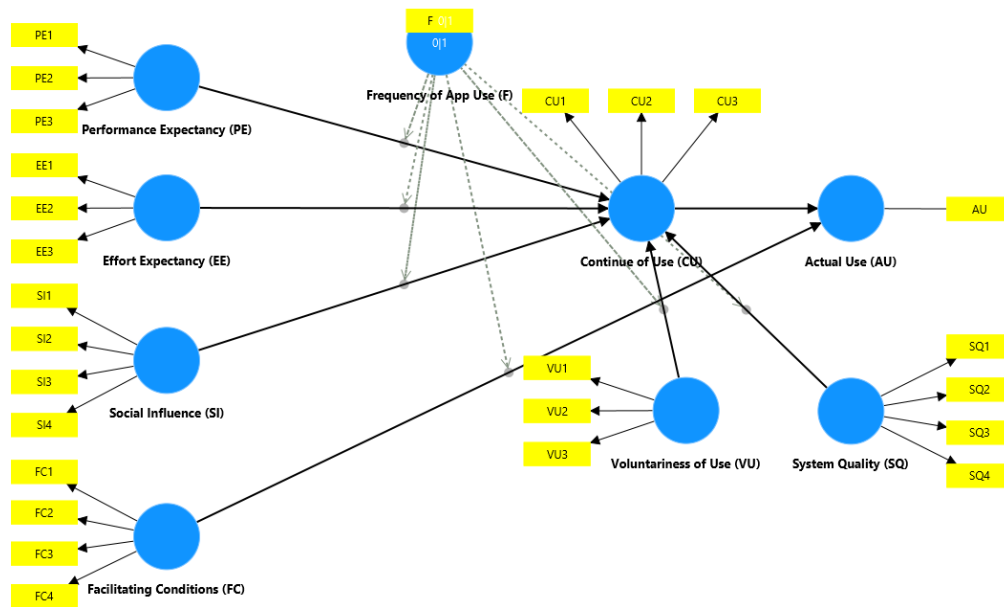 F 0|1
0|1
Frequency of App Use (F)
PE1
PE2
PE3
Performance Expectancy (PE)
EE1
EE2
EE3
Effort Expectancy (EE)
SI1
SI2
SI3
SI4
Social Influence (SI)
FC1
FC2
FC3
FC4
Facilitating Conditions (FC)
CU1
CU2
CU3
Continue of Use (CU)
AU
Actual Use (AU)
VU1
VU2
VU3
Voluntariness of Use (VU)
SQ1
SQ2
SQ3
SQ4
System Quality (SQ)